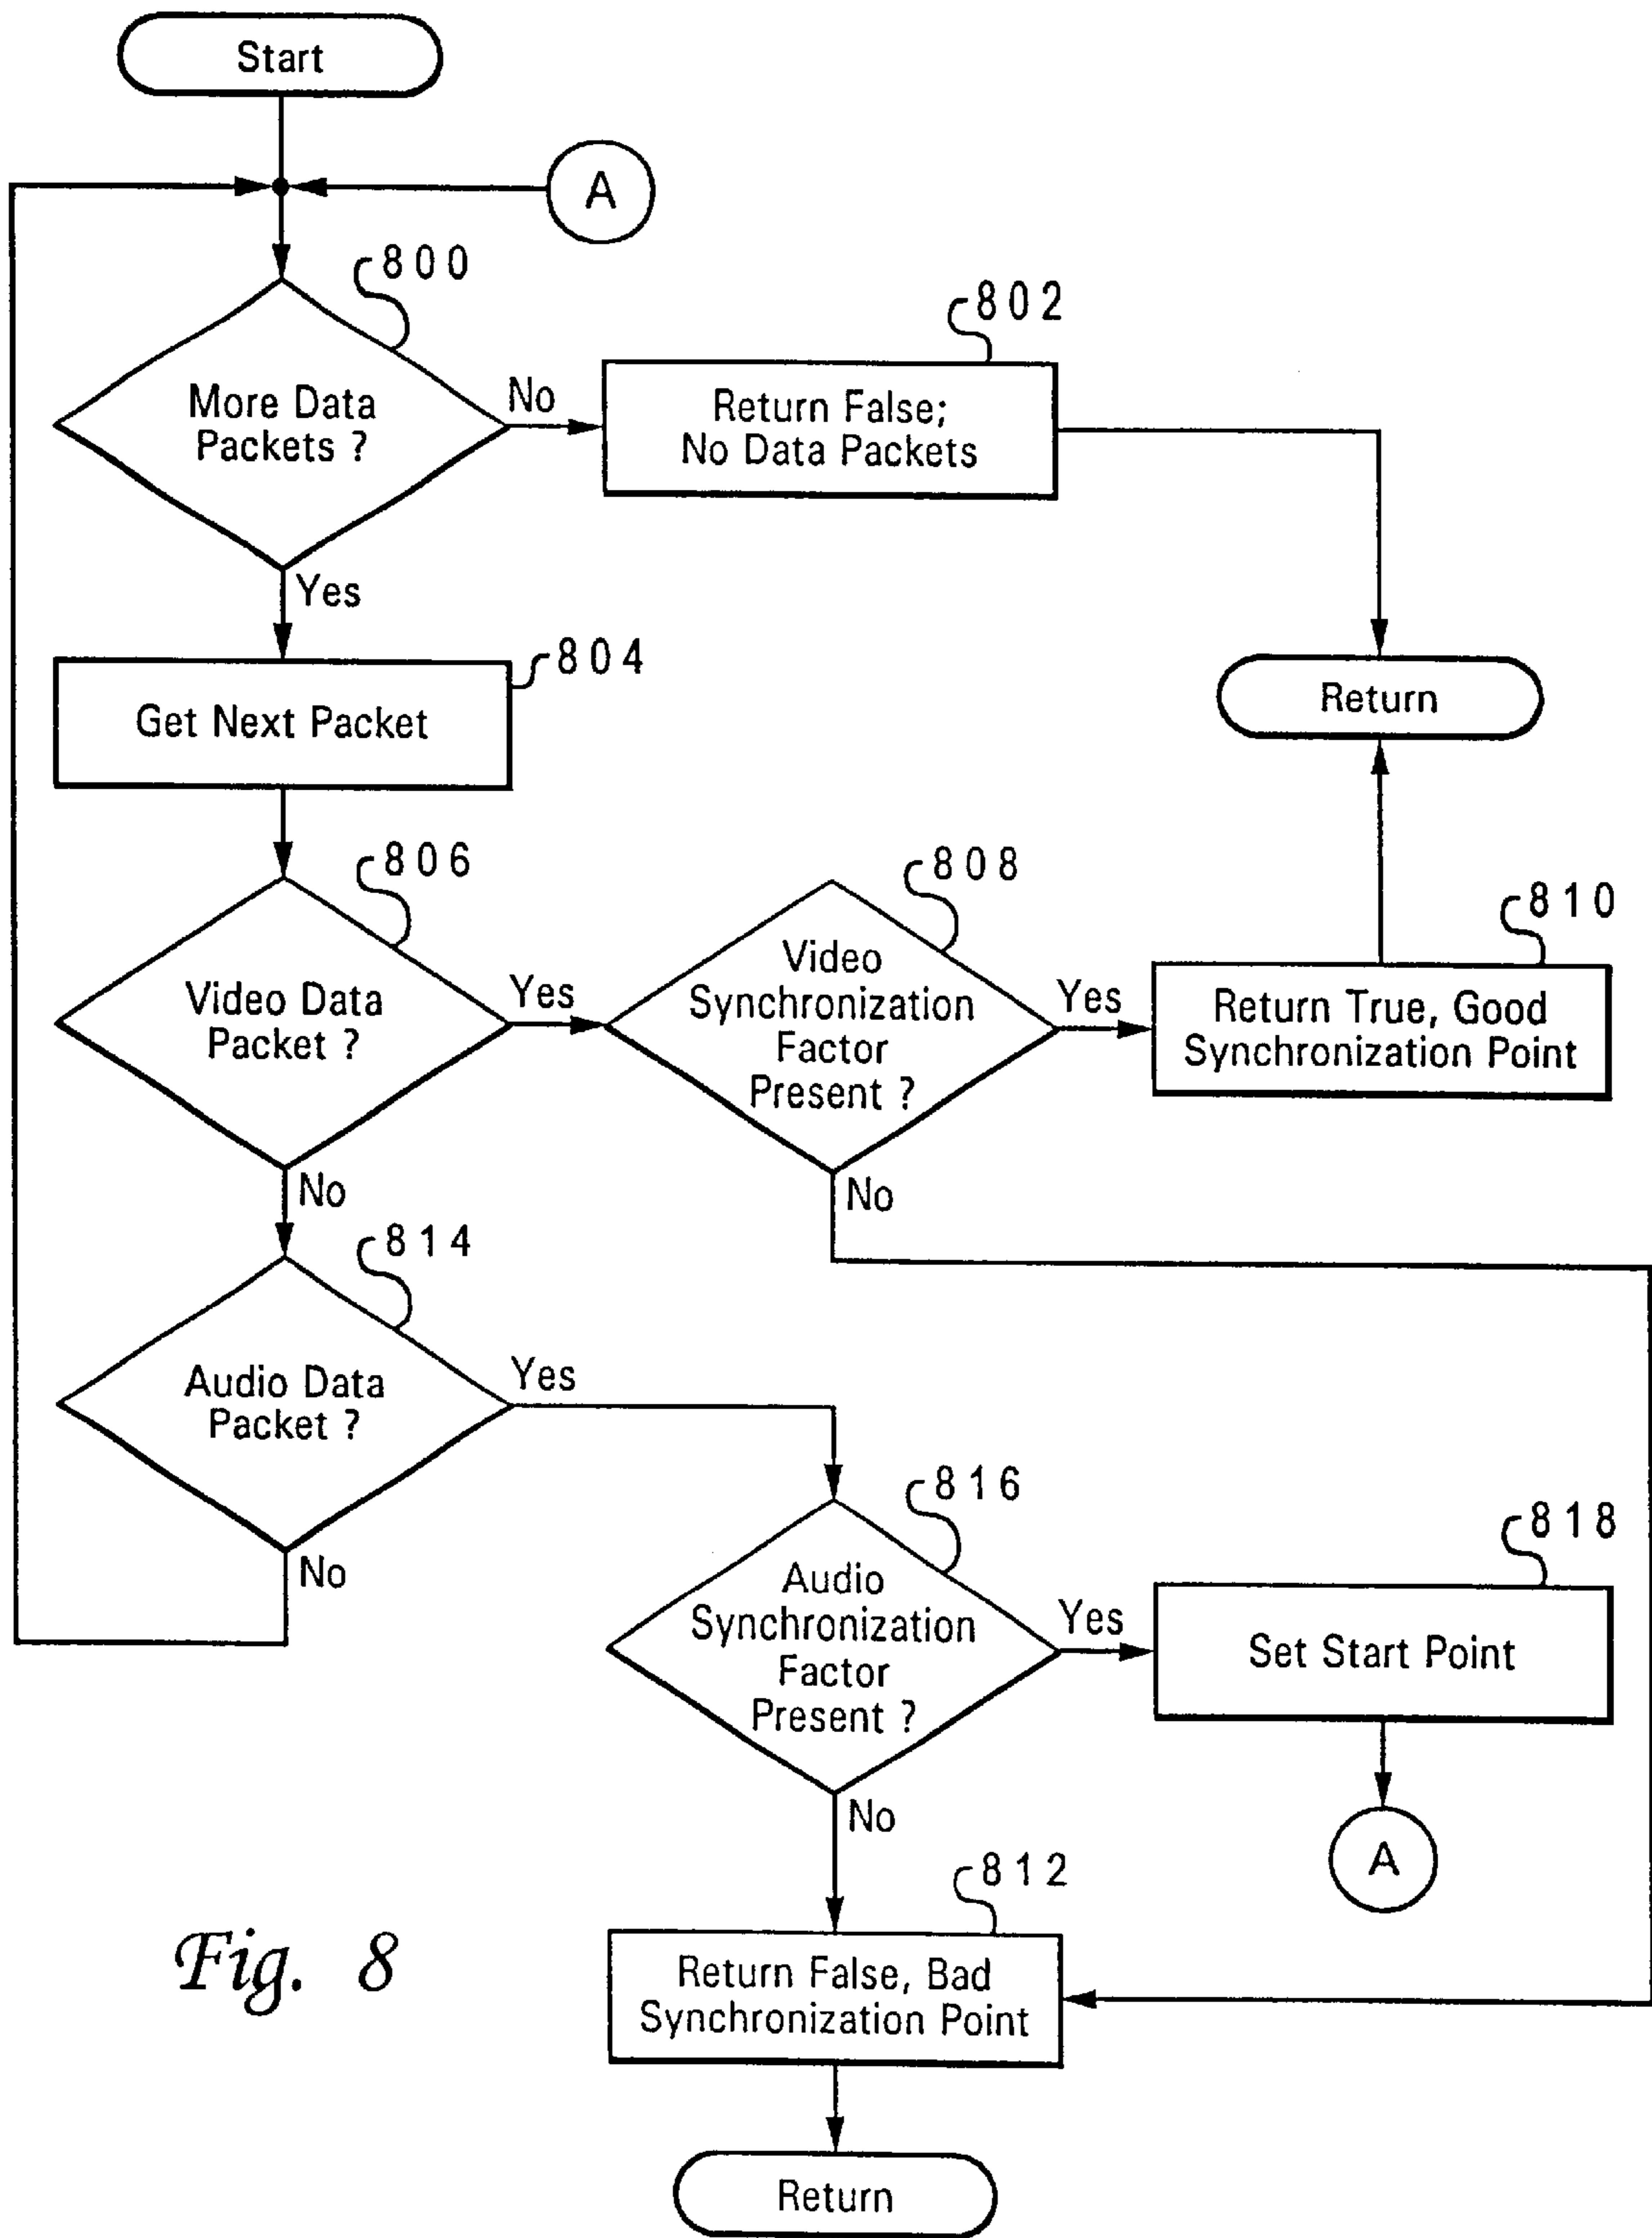 Start
A
800
More Data
Packets ?
No
802
Return False;
No Data Packets
Yes
804
Get Next Packet
Return
806
Video Data
Packet ?
Yes
808
Video
Synchronization
Factor
Present ?
Yes
810
Return True, Good
Synchronization Point
No
No
814
Audio Data
Packet ?
Yes
No
816
Audio
Synchronization
Factor
Present ?
Yes
818
Set Start Point
A
No
812
Return False, Bad
Synchronization Point
Return
Fig. 8